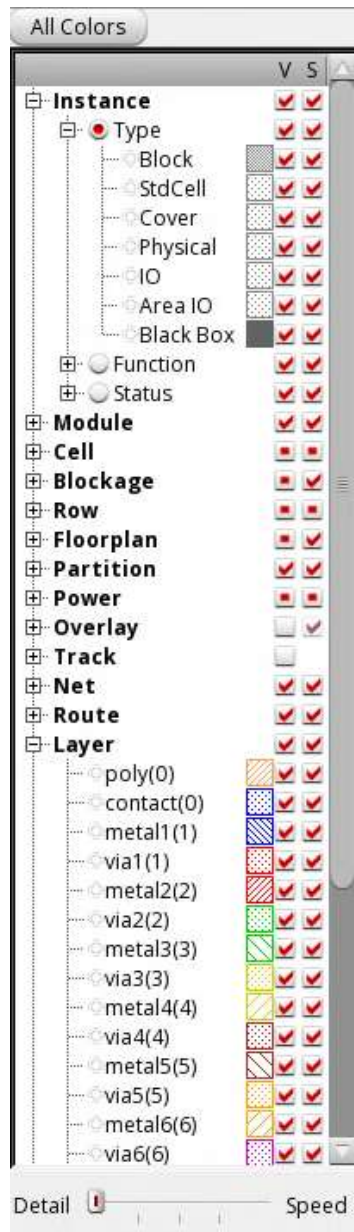 All Colors
V S
Instance
Type
Block
StdCell
Cover
Physical
IO
Area IO
Black Box
Function
Status
Module
Cell
Blockage
Row
Floorplan
Partition
Power
Overlay
Track
Net
Route
Layer
poly(0)
contact(0)
metal1(1)
via1(1)
metal2(2)
via2(2)
metal3(3)
via3(3)
metal4(4)
via4(4)
metal5(5)
via5(5)
metal6(6)
via6(6)
Detail Speed